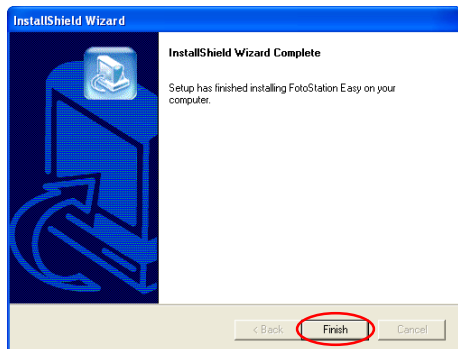 InstallShield Wizard
InstallShield Wizard Complete
Setup has finished installing FotoStation Easy on your
computer.
< Back
Finish
Cancel